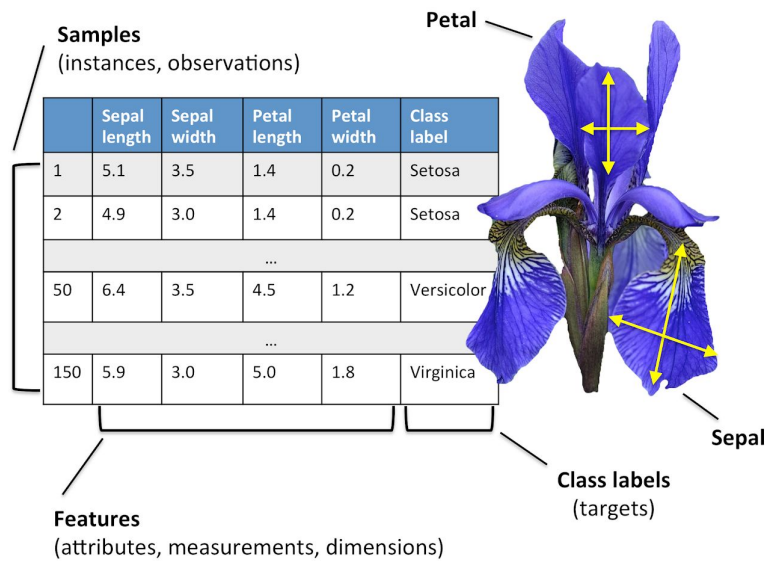 Samples
(instances, observations)
Petal
Sepal length Sepal width Petal length Petal width Class label
1 5.1 3.5 1.4 0.2 Setosa
2 4.9 3.0 1.4 0.2 Setosa
...
50 6.4 3.5 4.5 1.2 Versicolor
...
150 5.9 3.0 5.0 1.8 Virginica
Sepal
Class labels
(targets)
Features
(attributes, measurements, dimensions)